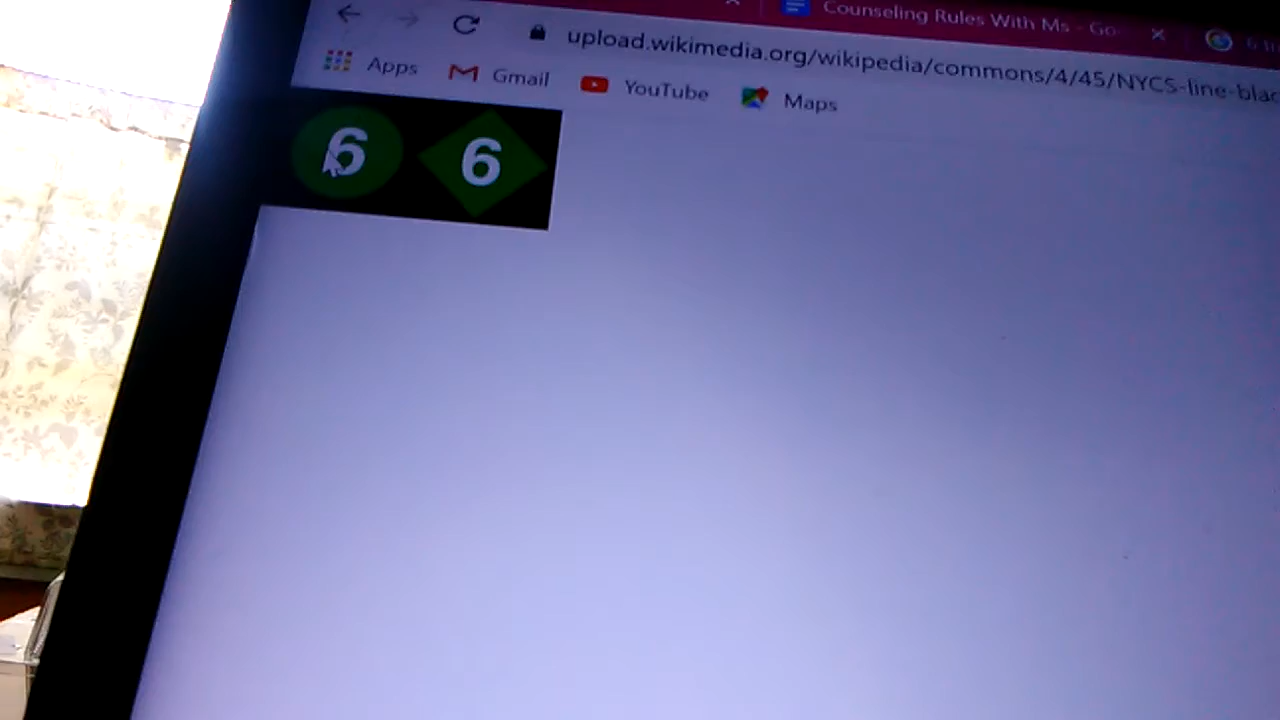 Counseling Rules With Ms - Go
upload.wikimedia.org/wikipedia/commons/4/45/NYCS-line-blac
Apps Gmail YouTube Maps
6 6